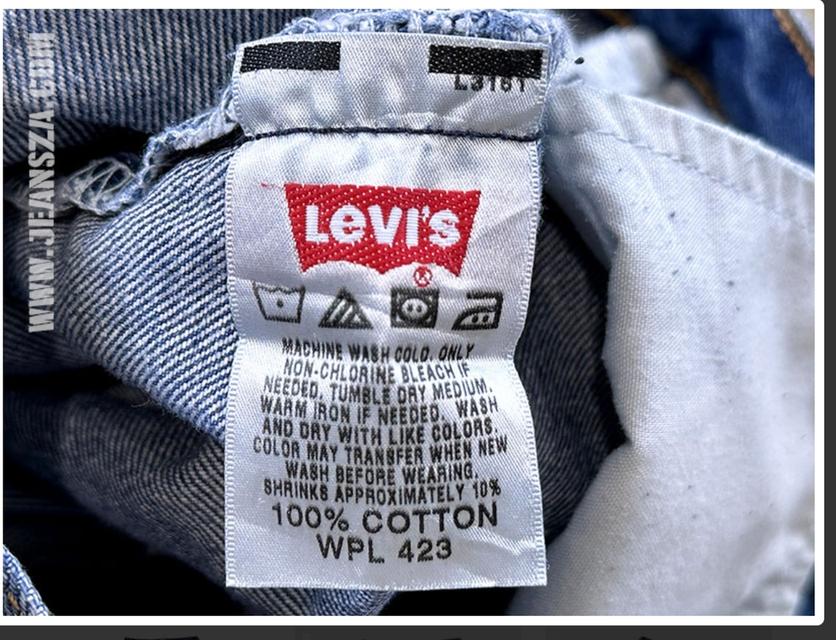 WWW.JEANSZA.COM
Levi's
®
MACHINE WASH COLD. ONLY
NON-CHLORINE BLEACH IF
NEEDED. TUMBLE DRY MEDIUM.
WARM IRON IF NEEDED. WASH
AND DRY WITH LIKE COLORS.
COLOR MAY TRANSFER WHEN NEW
WASH BEFORE WEARING.
SHRINKS APPROXIMATELY 10%
100% COTTON
WPL 423